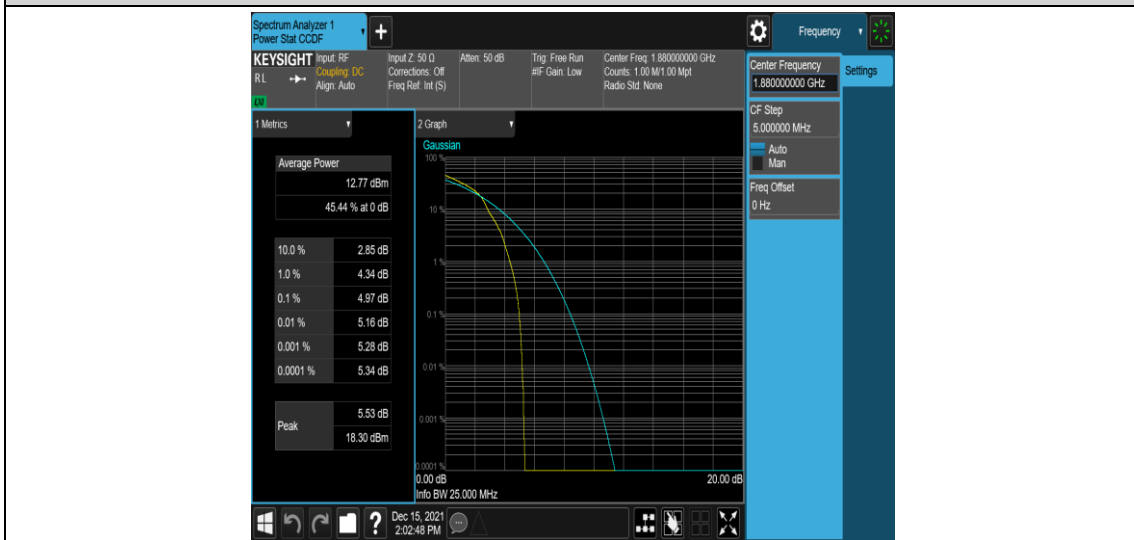 Spectrum Analyzer 1
Power Stat CCDF
+
Frequency
KEYSIGHT
RL
LXI
Input: RF
Coupling: DC
Align: Auto
Input Z: 50 Ω
Corrections: Off
Freq Ref: Int (S)
Atten: 50 dB
Trig: Free Run
#IF Gain: Low
Center Freq: 1.880000000 GHz
Counts: 1.00 M/1.00 Mpt
Radio Std: None
Center Frequency
1.880000000 GHz
Settings
CF Step
5.000000 MHz
Auto
Man
Freq Offset
0 Hz
1 Metrics
Average Power
12.77 dBm
45.44 % at 0 dB
10.0 % 2.85 dB
1.0 % 4.34 dB
0.1 % 4.97 dB
0.01 % 5.16 dB
0.001 % 5.28 dB
0.0001 % 5.34 dB
Peak 5.53 dB
18.30 dBm
2 Graph
Gaussian
100 %
10 %
1 %
0.1 %
0.01 %
0.001 %
0.0001 %
0.00 dB 20.00 dB
Info BW 25.000 MHz
?
Dec 15, 2021
2:02:48 PM